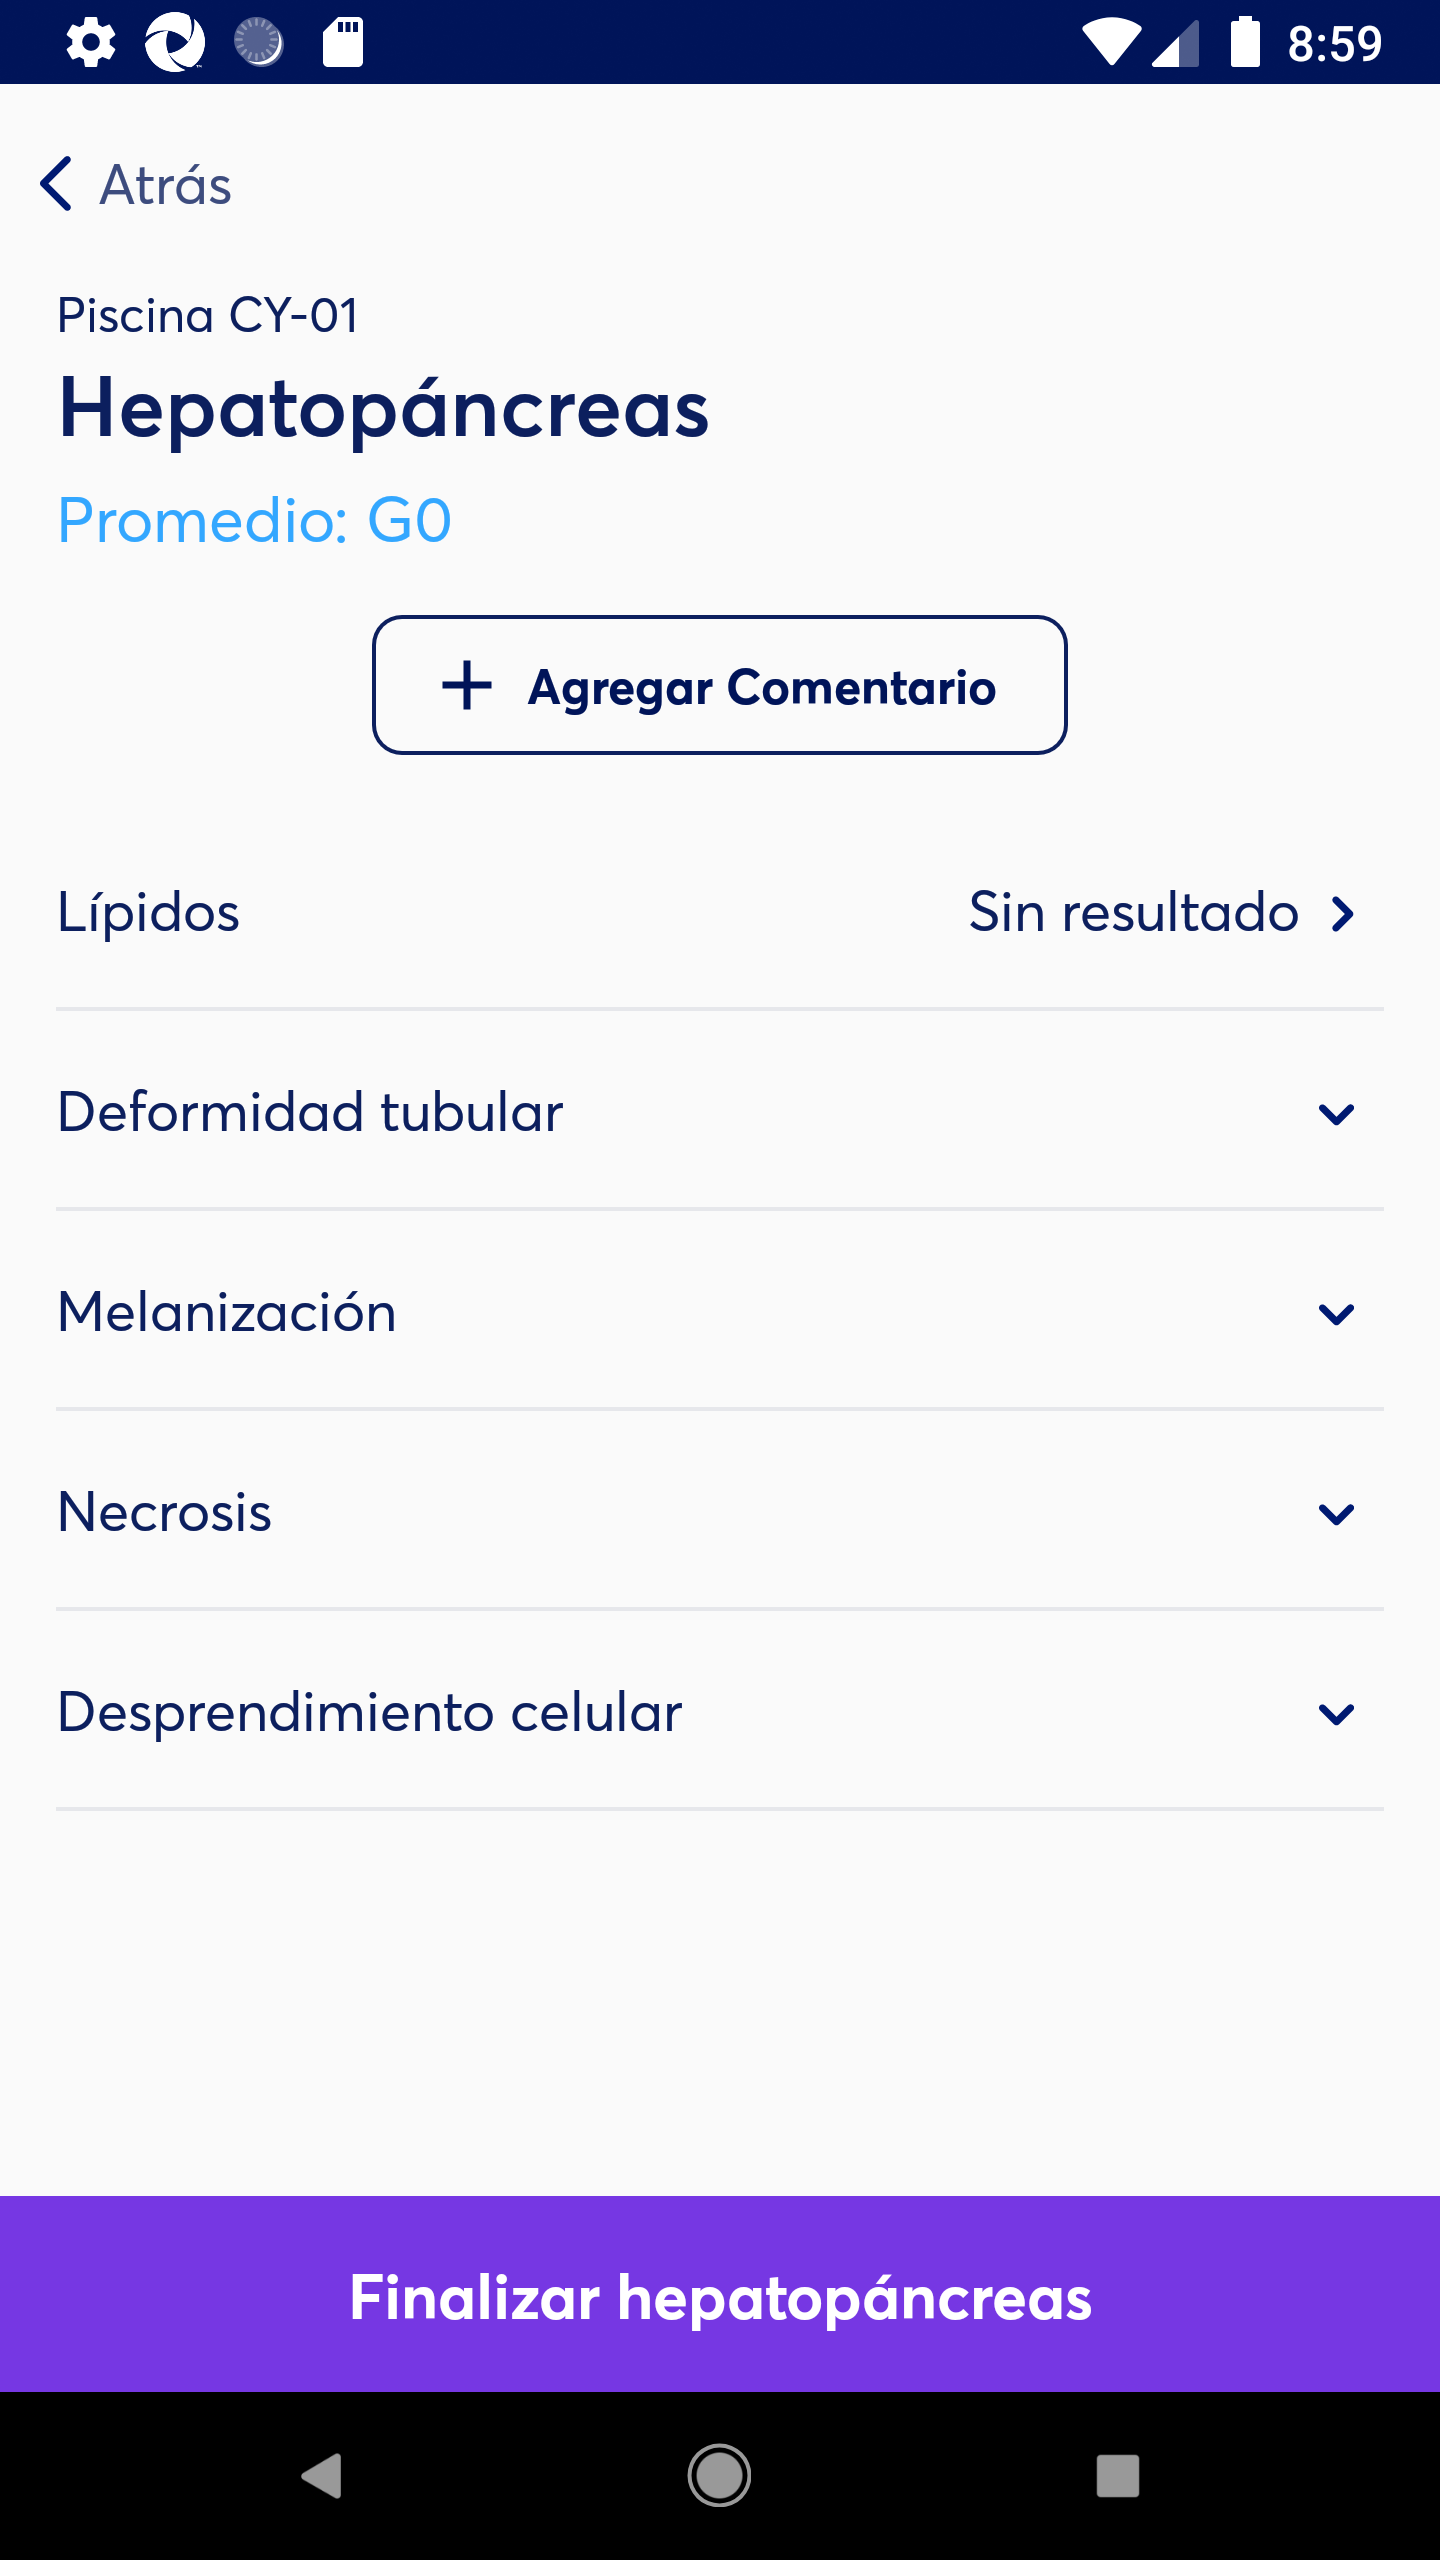 8:59
Atrás
Piscina CY-01
Hepatopáncreas
Promedio: G0
Agregar Comentario
Lípidos Sin resultado
Deformidad tubular
Melanización
Necrosis
Desprendimiento celular
Finalizar hepatopáncreas